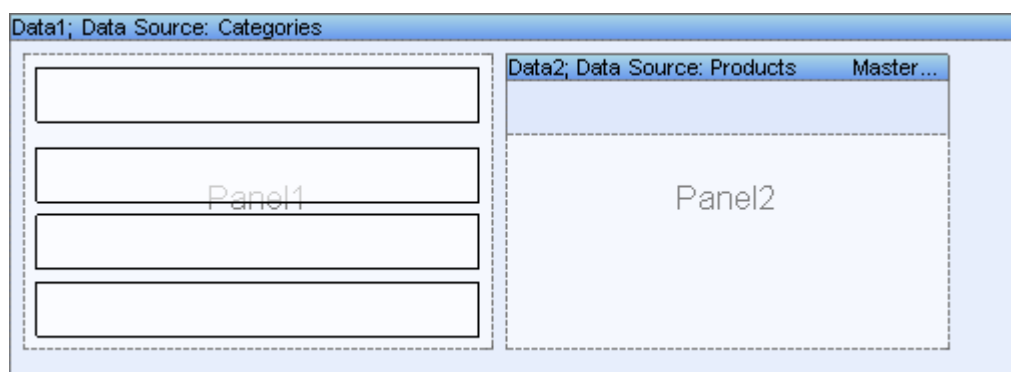 Data1; Data Source: Categories
Data2; Data Source: Products Master...
Panel1
Panel2